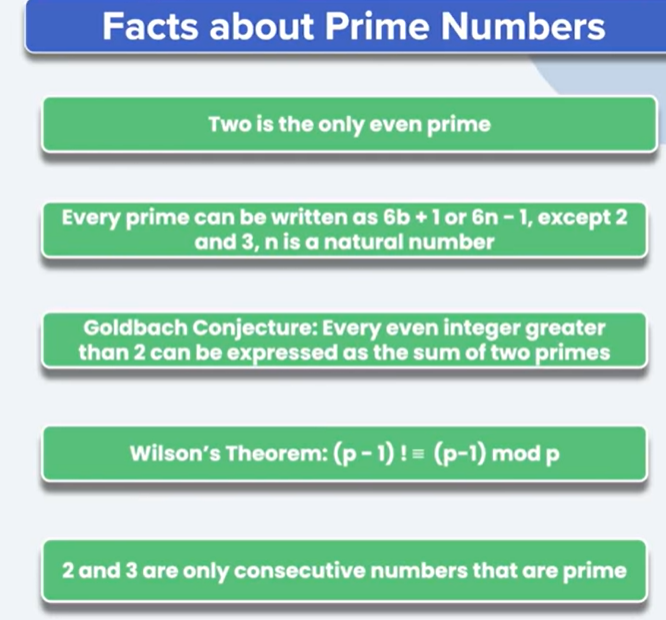 Facts about Prime Numbers
Two is the only even prime
Every prime can be written as 6b + 1 or 6n - 1, except 2
and 3, n is a natural number
Goldbach Conjecture: Every even integer greater
than 2 can be expressed as the sum of two primes
Wilson's Theorem: (p - 1) ! ≡ (p-1) mod p
2 and 3 are only consecutive numbers that are prime